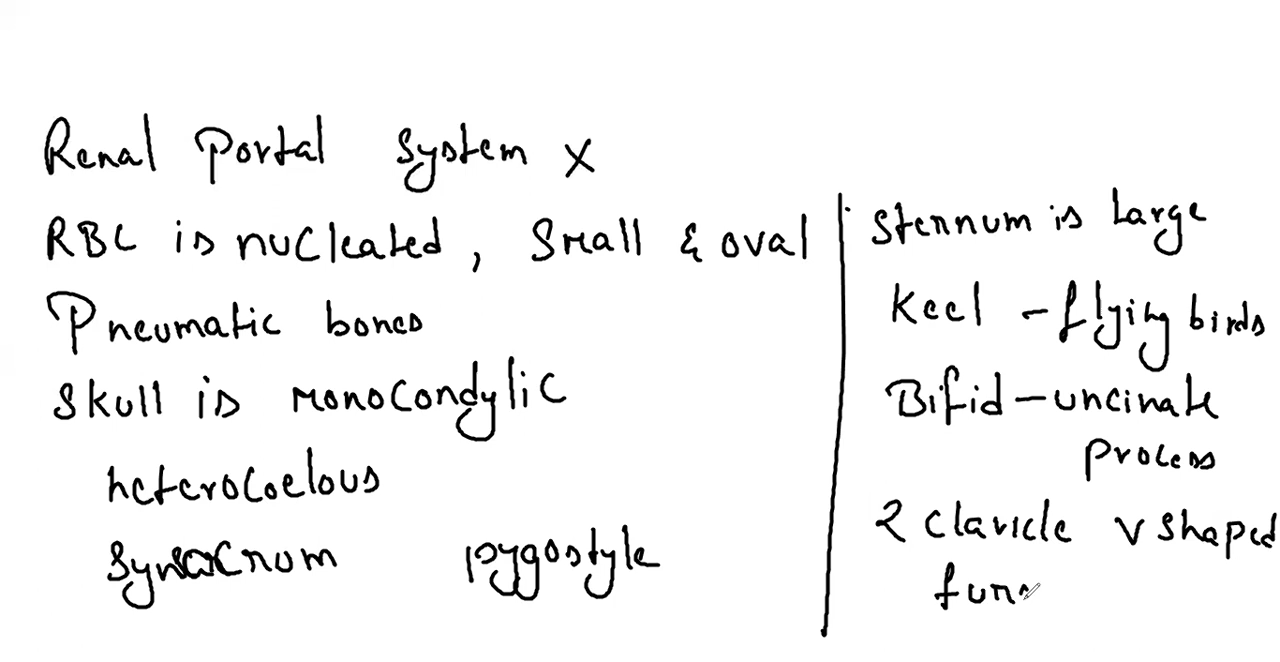 Renal Portal System X
RBC is nucleated, Small & oval
Pneumatic bones
Skull is monocondylic
heterocoelous
Synsacrum pygostyle
Sternum is large
Keel - flying birds
Bifid - uncinate
process
2 clavicle V shaped
fur